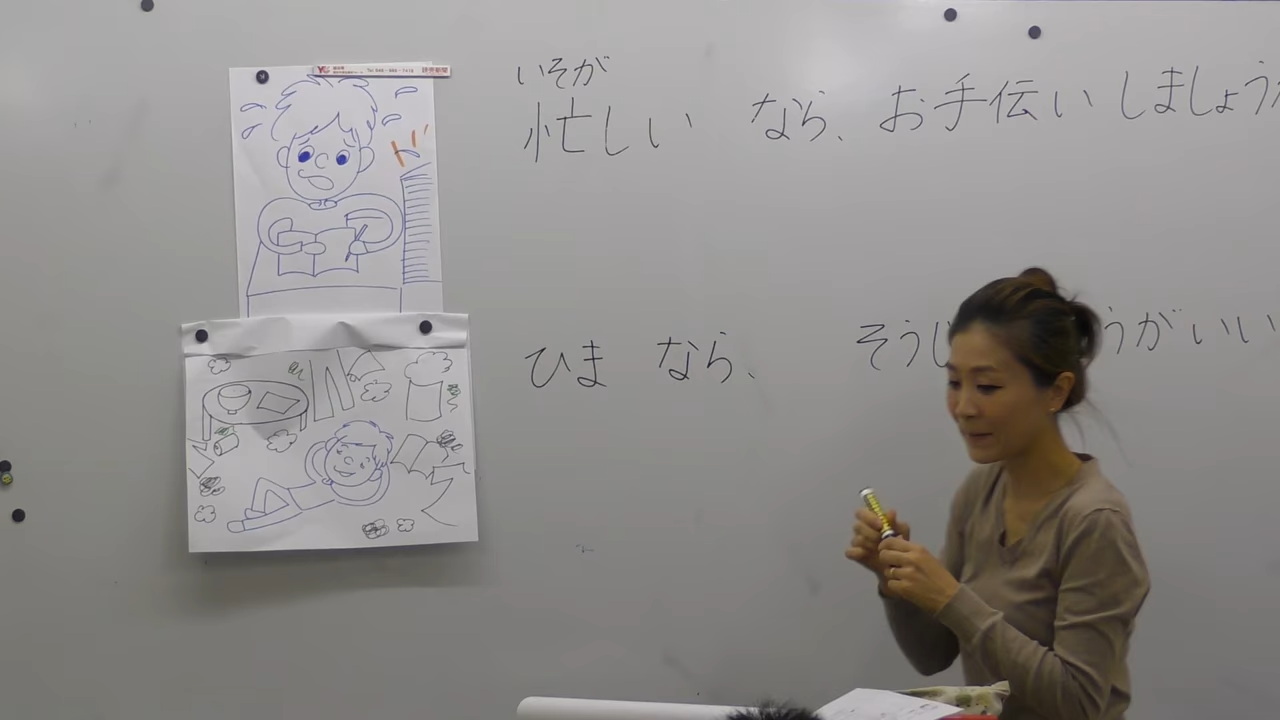 いそが
忙しい なら、お手伝いしましょう
ひま なら、 そうじ うがいい